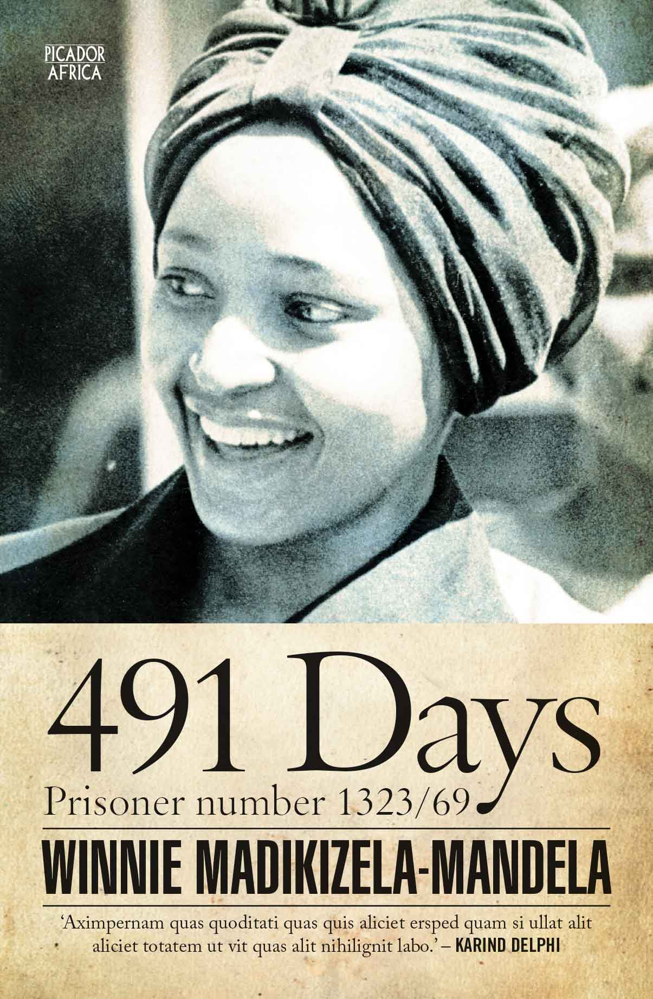 PICADOR
AFRICA
491 Days
Prisoner number 1323/69
WINNIE MADIKIZELA-MANDELA
‘Aximpernam quas quoditati quas quis aliciet ersped quam si ullat alit
aliciet totatem ut vit quas alit nihilignit labo.’ – KARIND DELPHI